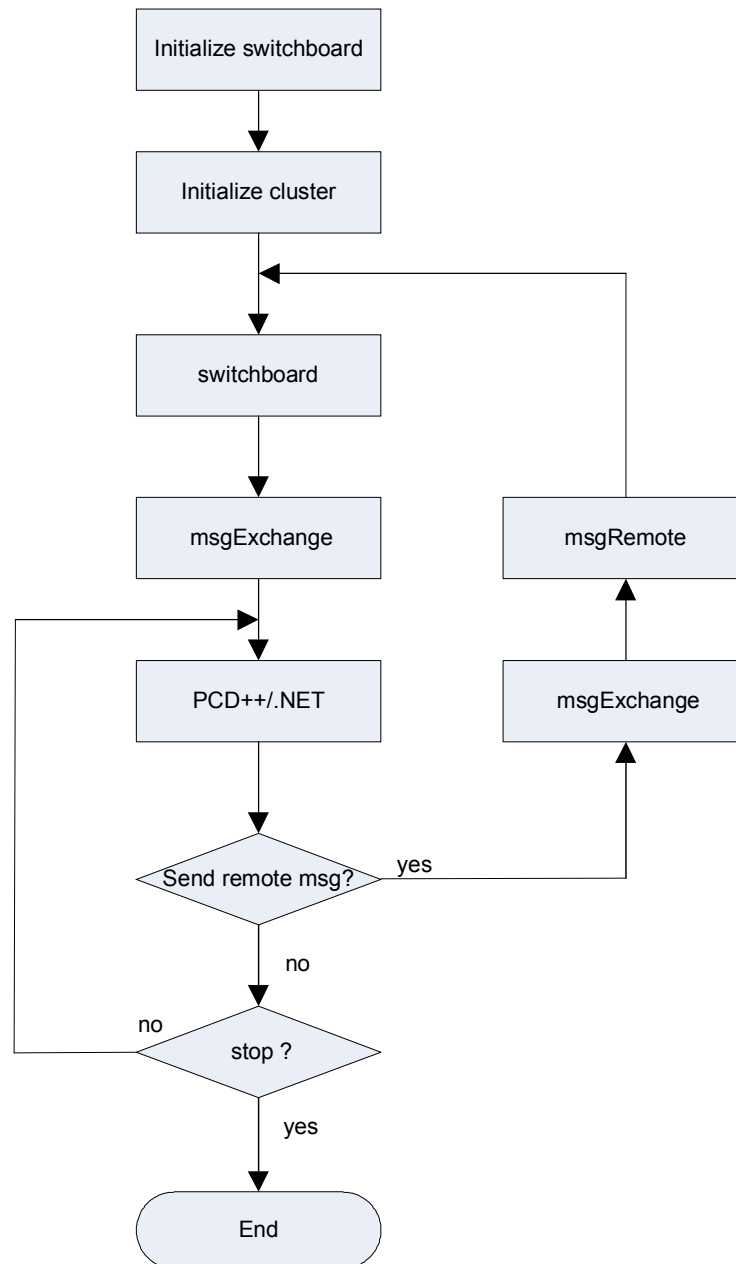 Initialize switchboard
Initialize cluster
switchboard
msgExchange
msgRemote
PCD++/.NET
msgExchange
Send remote msg?
yes
no
no
stop ?
yes
End